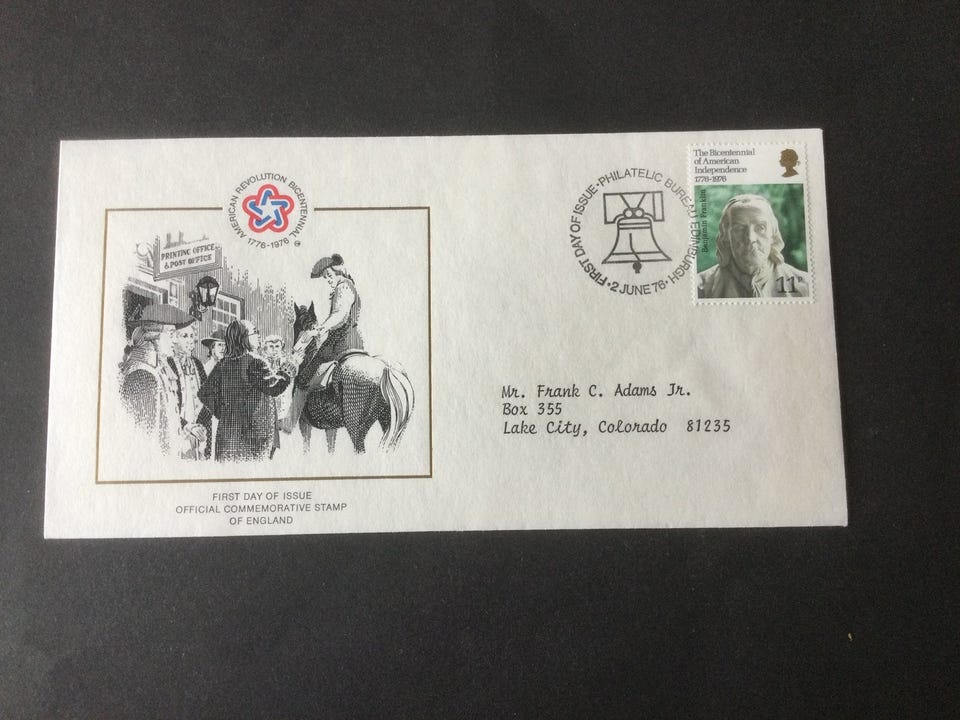 AMERICAN REVOLUTION BICENTENNIAL
1776-1976
PRINTING OFFICE
& POST OFFICE
FIRST DAY OF ISSUE
OFFICIAL COMMEMORATIVE STAMP
OF ENGLAND
FIRST DAY OF ISSUE·PHILATELIC BUREAU EDINBURGH·
·2 JUNE 76·
The Bicentennial
of American
Independence
1776-1976
Benjamin Franklin
11P
Mr. Frank C. Adams Jr.
Box 355
Lake City, Colorado 81235